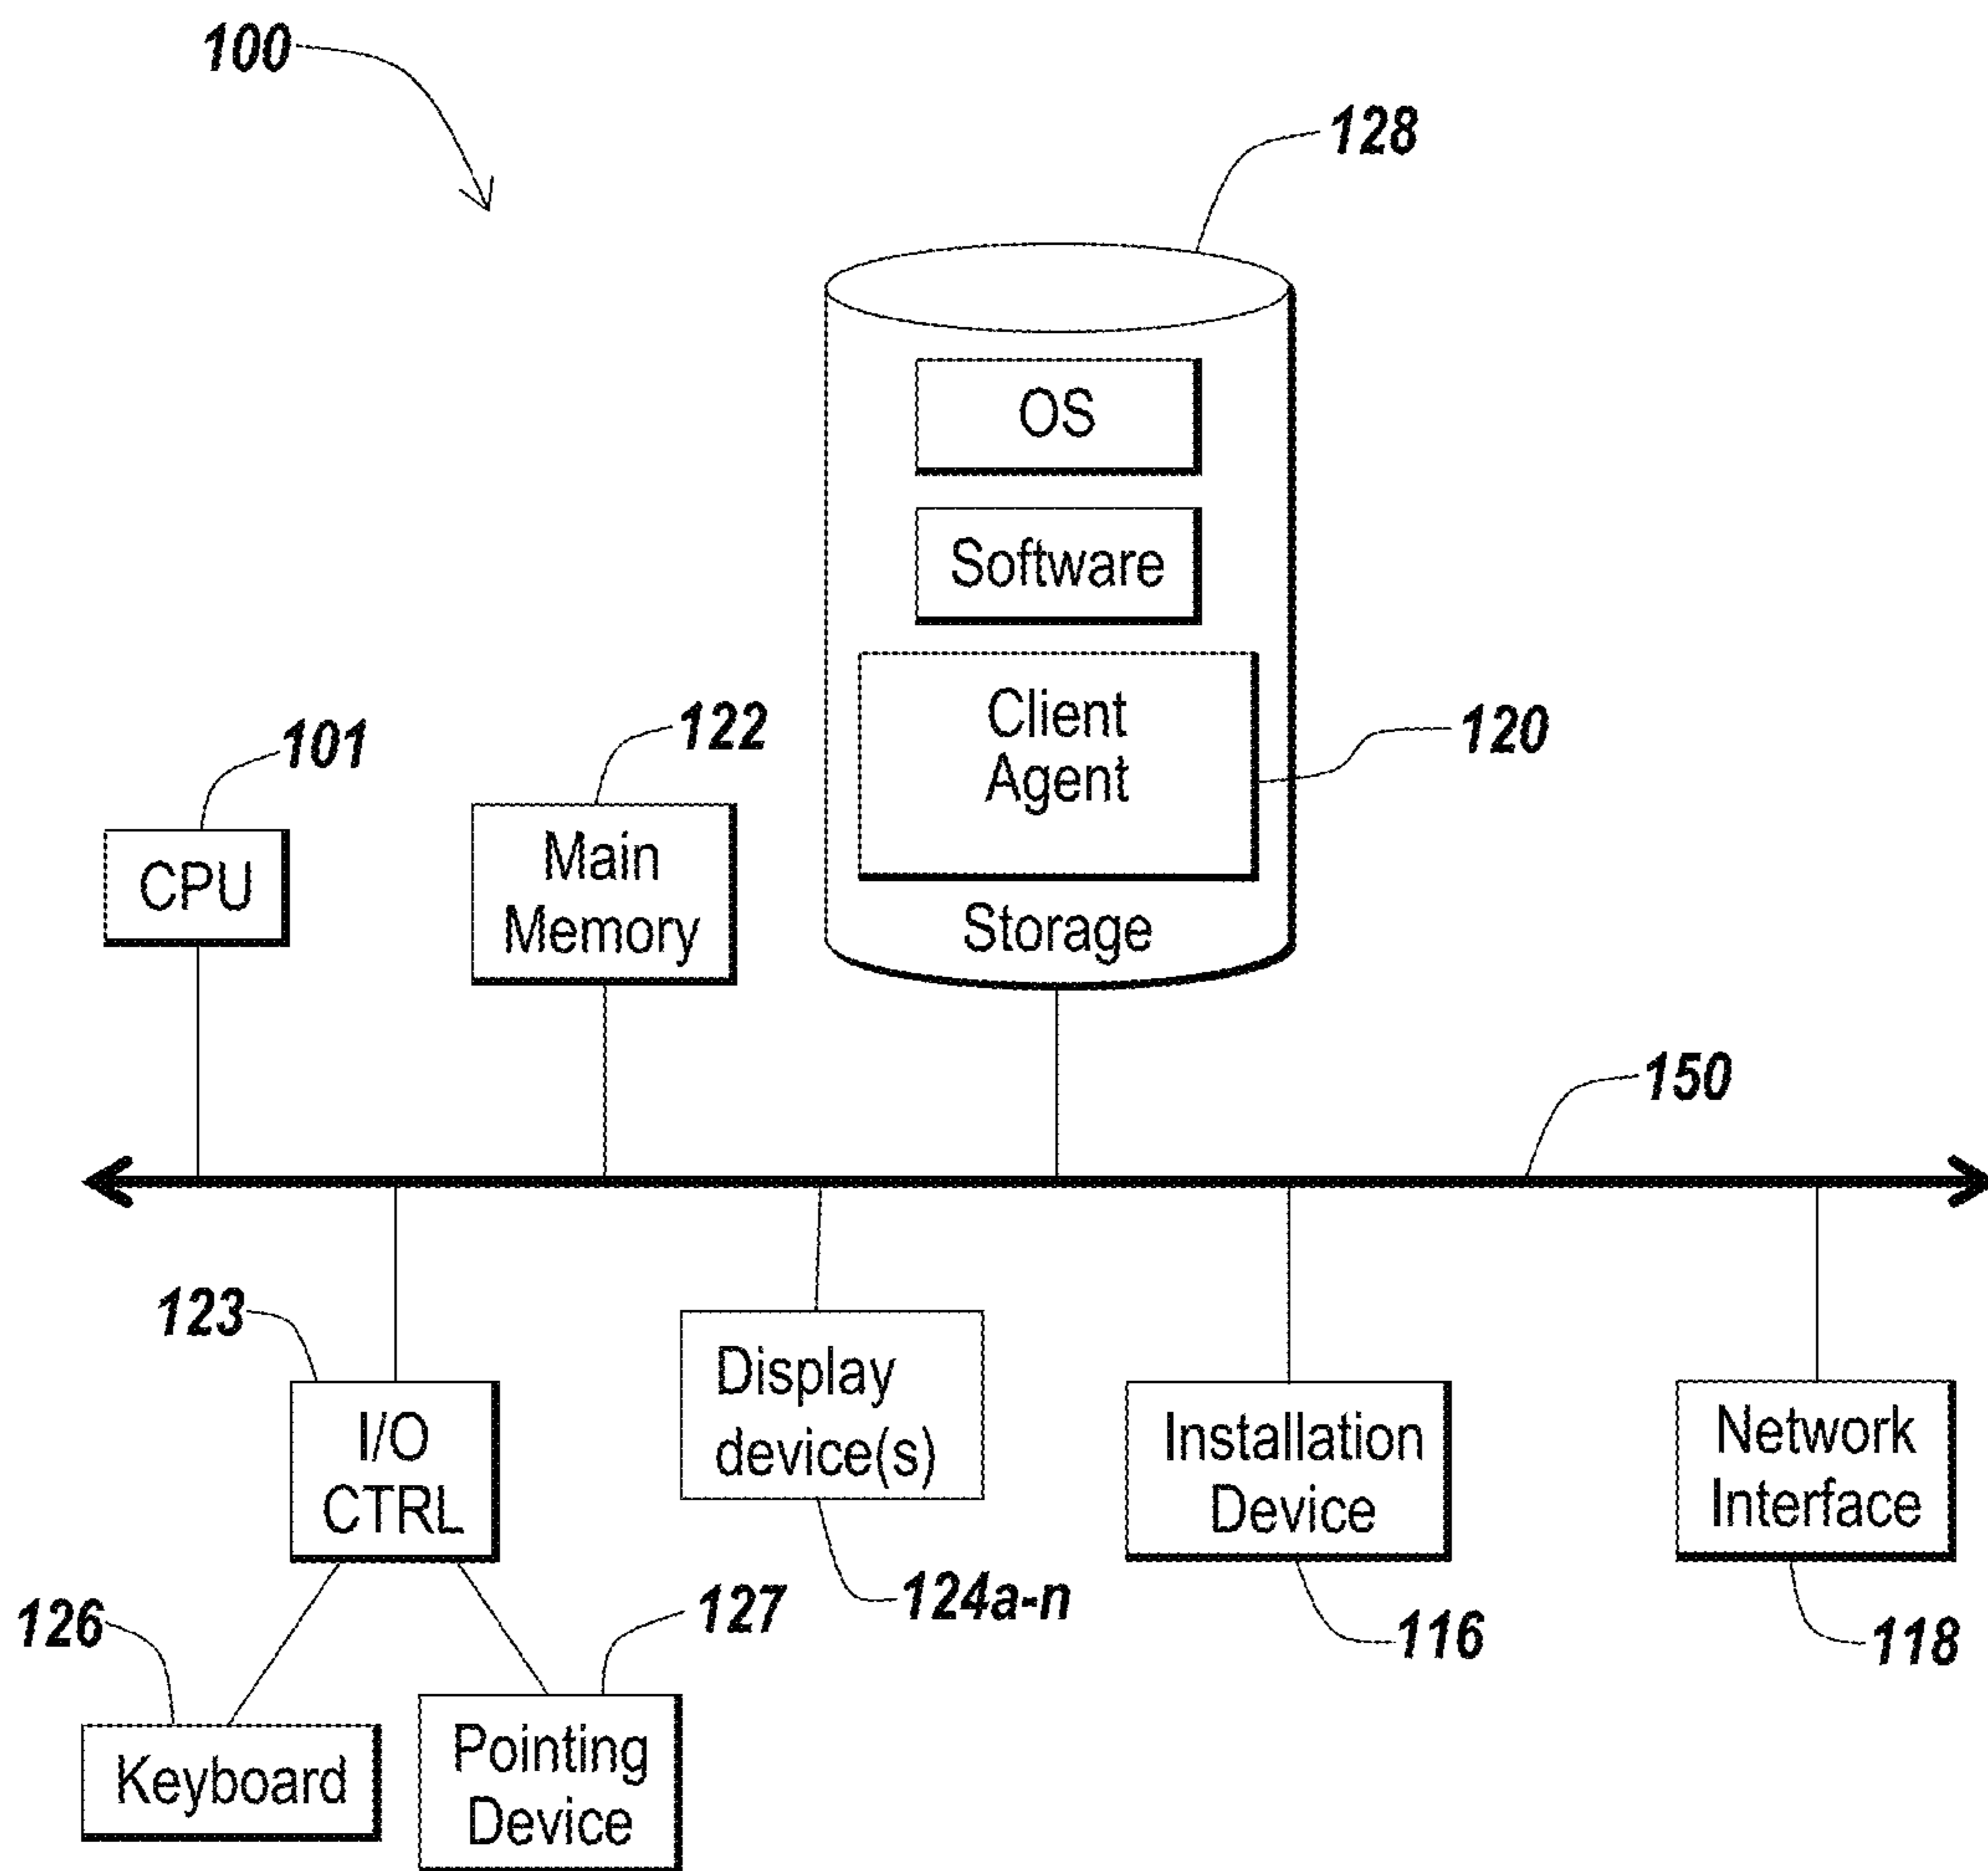 100
128
OS
Software
Client
Agent
120
Storage
101
CPU
122
Main
Memory
150
123
I/O
CTRL
Display
device(s)
124a-n
Installation
Device
116
Network
Interface
118
126
Keyboard
127
Pointing
Device